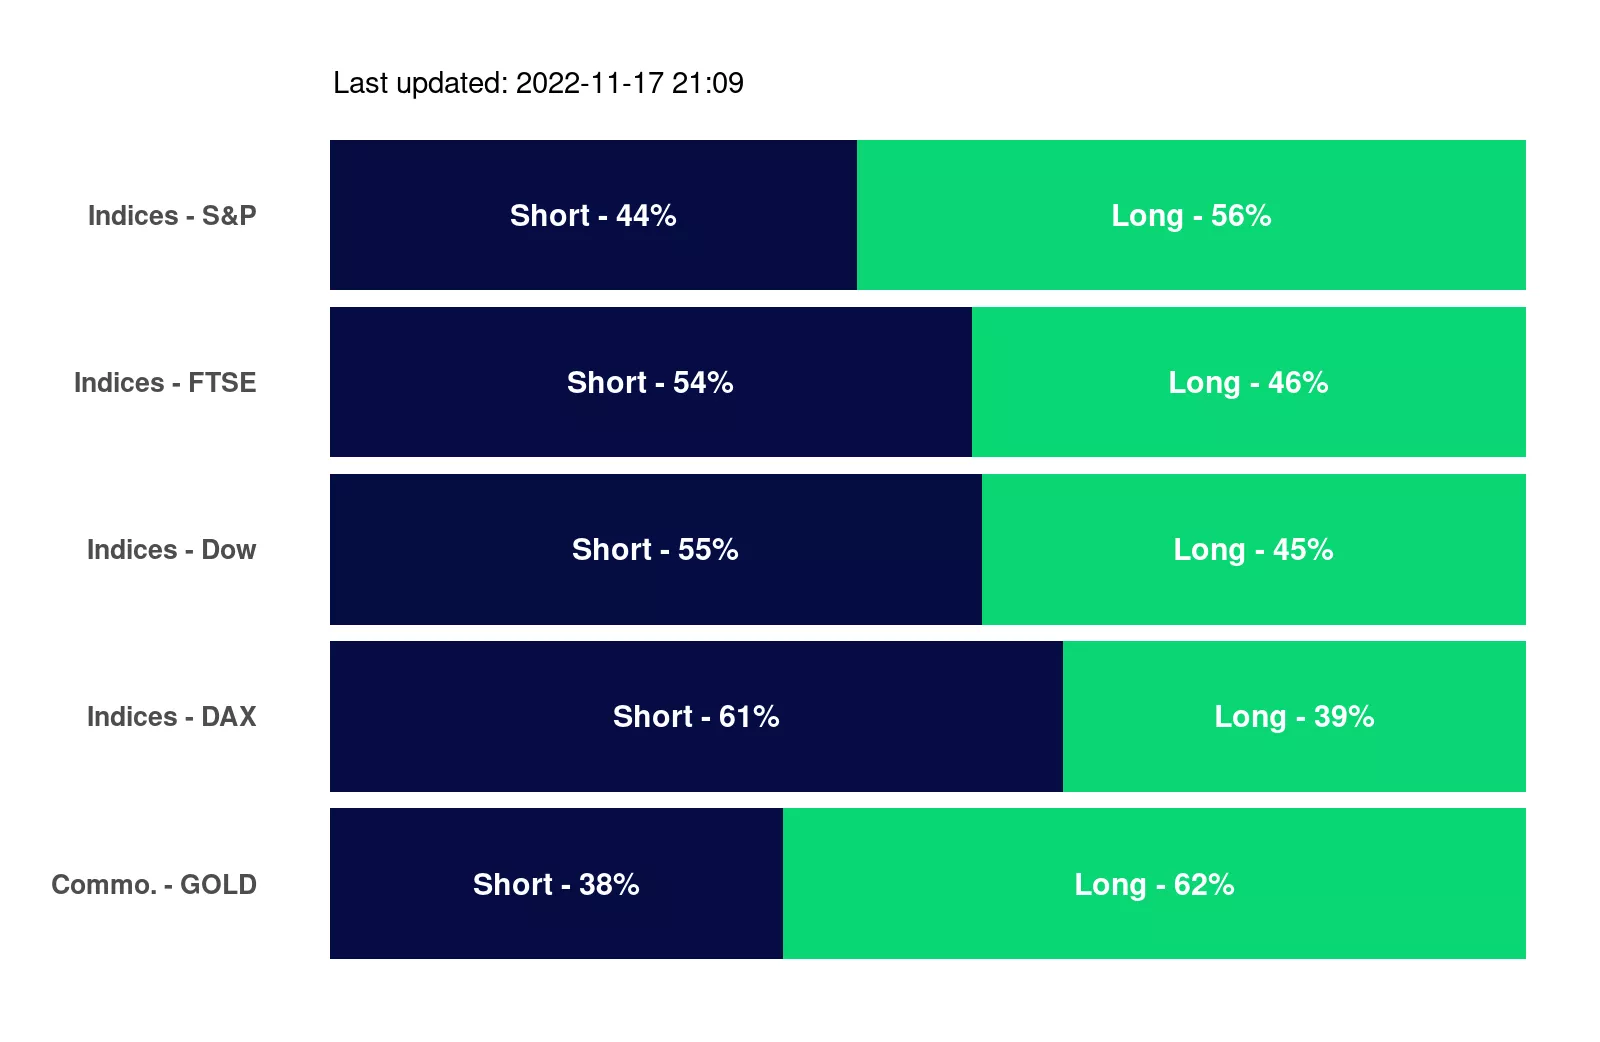 Last updated: 2022-11-17 21:09
Indices - S&P Short - 44% Long - 56%
Indices - FTSE Short - 54% Long - 46%
Indices - Dow Short - 55% Long - 45%
Indices - DAX Short - 61% Long - 39%
Commo. - GOLD Short - 38% Long - 62%